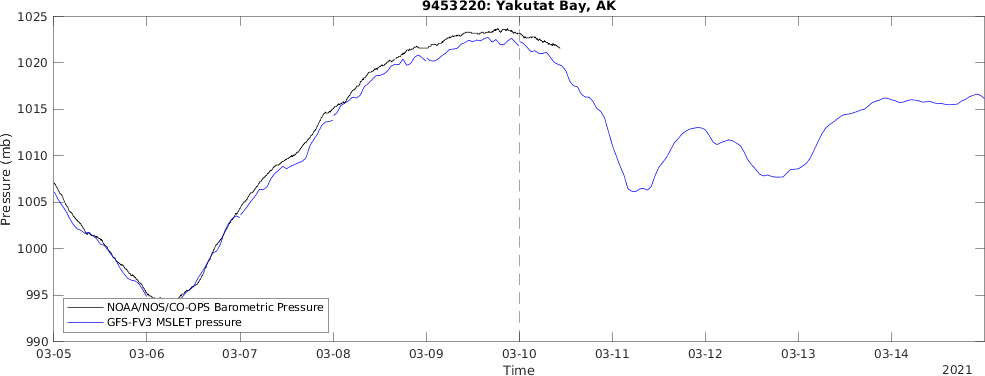 9453220: Yakutat Bay, AK
Pressure (mb)
1025
1020
1015
1010
1005
1000
995
990
NOAA/NOS/CO-OPS Barometric Pressure
GFS-FV3 MSLET pressure
03-05 03-06 03-07 03-08 03-09 03-10 03-11 03-12 03-13 03-14
Time
2021